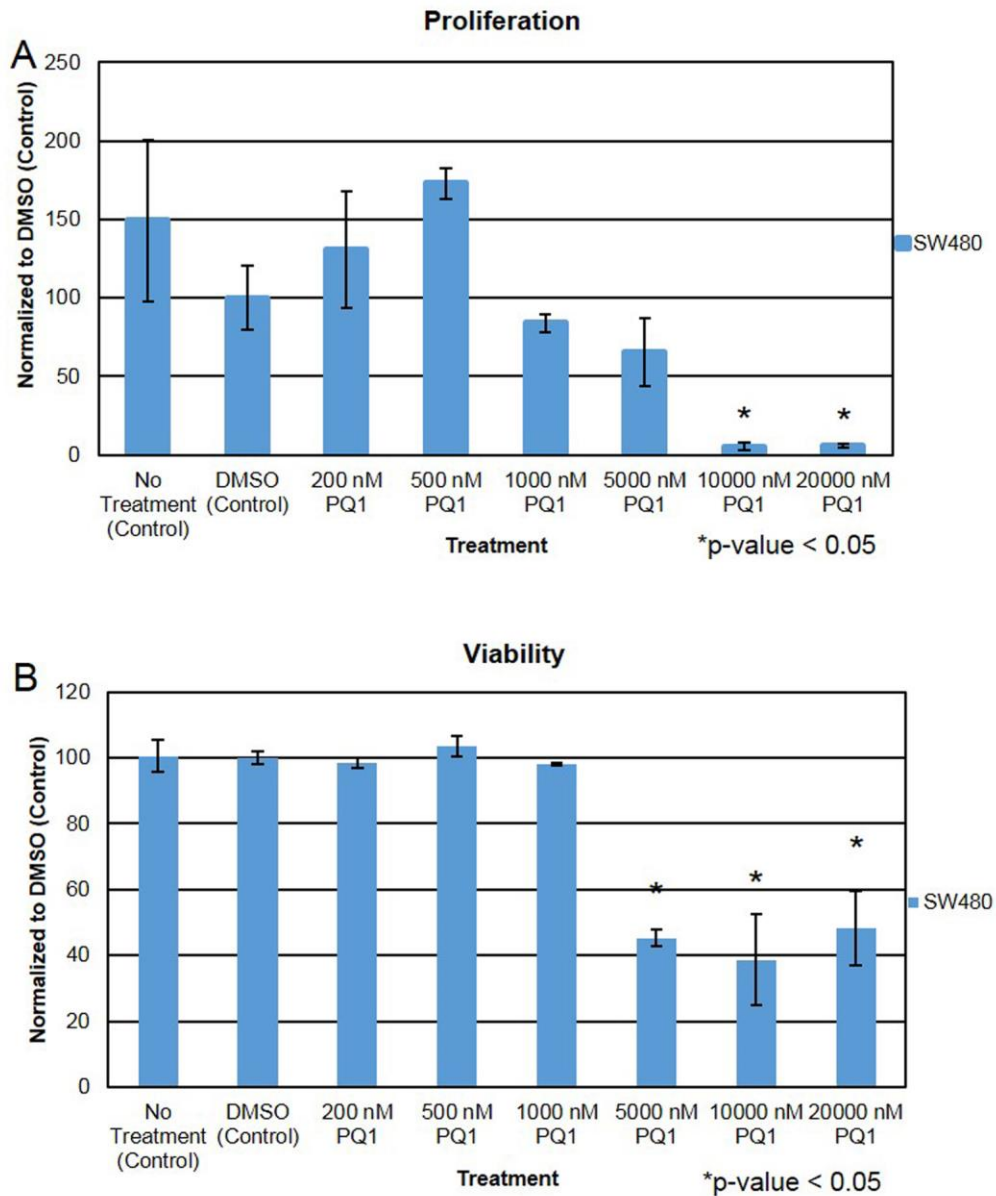 Proliferation
A
Normalized to DMSO (Control)
250
200
150
100
50
0
SW480
*
*
No Treatment (Control)
DMSO (Control)
200 nM PQ1
500 nM PQ1
1000 nM PQ1
5000 nM PQ1
10000 nM PQ1
20000 nM PQ1
Treatment
*p-value < 0.05
Viability
B
Normalized to DMSO (Control)
120
100
80
60
40
20
0
*
*
*
SW480
No Treatment (Control)
DMSO (Control)
200 nM PQ1
500 nM PQ1
1000 nM PQ1
5000 nM PQ1
10000 nM PQ1
20000 nM PQ1
Treatment
*p-value < 0.05